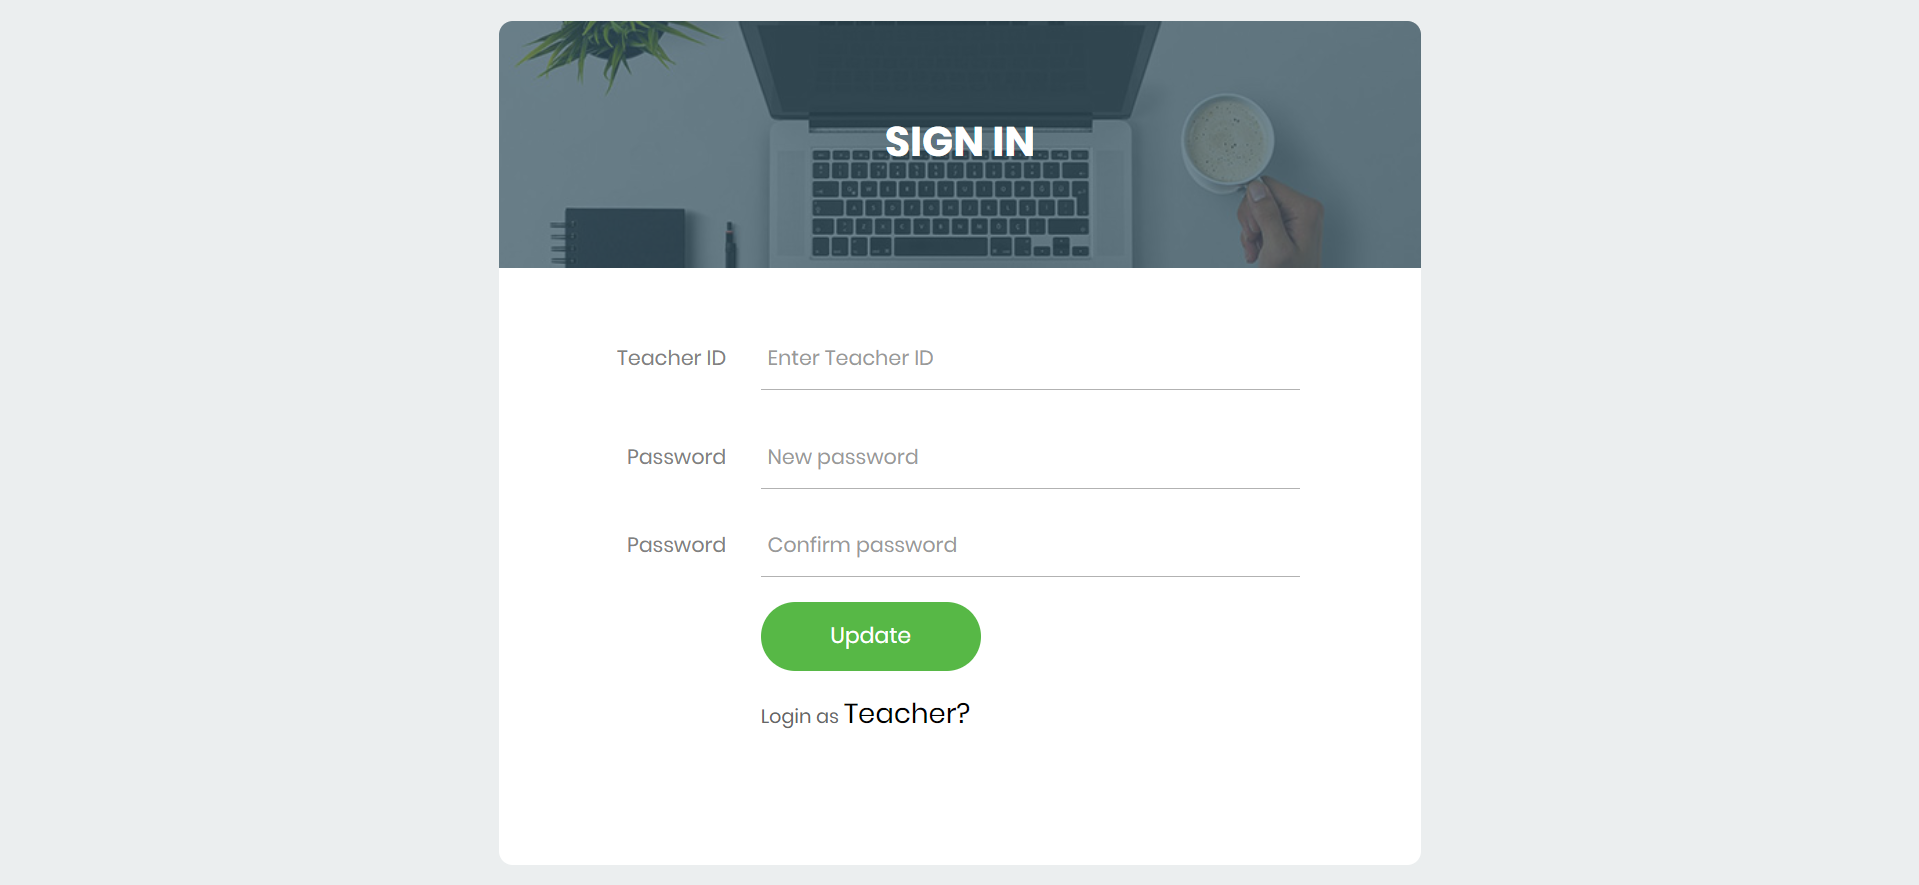 SIGN IN
Teacher ID Enter Teacher ID
Password New password
Password Confirm password
Update
Login as Teacher?